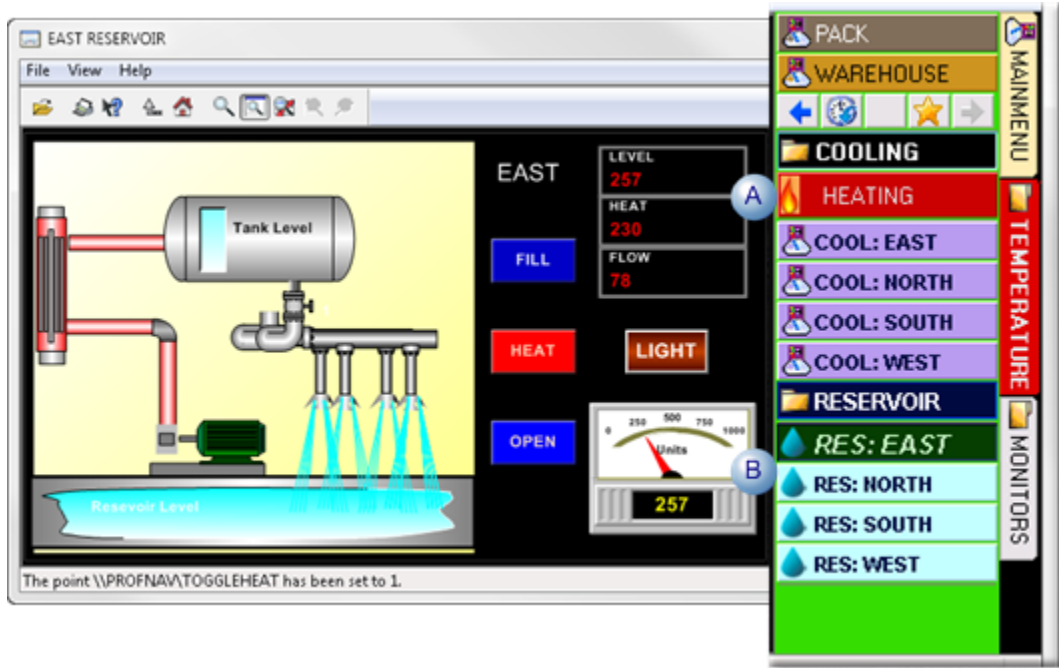 EAST RESERVOIR
File View Help
Tank Level
Resevoir Level
EAST
FILL
HEAT
OPEN
LEVEL
257
HEAT
230
FLOW
78
LIGHT
0 250 500 750 1000
Units
257
The point \\PROFNAV\TOGGLEHEAT has been set to 1.
A
B
PACK
WAREHOUSE
COOLING
HEATING
COOL: EAST
COOL: NORTH
COOL: SOUTH
COOL: WEST
RESERVOIR
RES: EAST
RES: NORTH
RES: SOUTH
RES: WEST
MAINMENU
TEMPERATURE
MONITORS